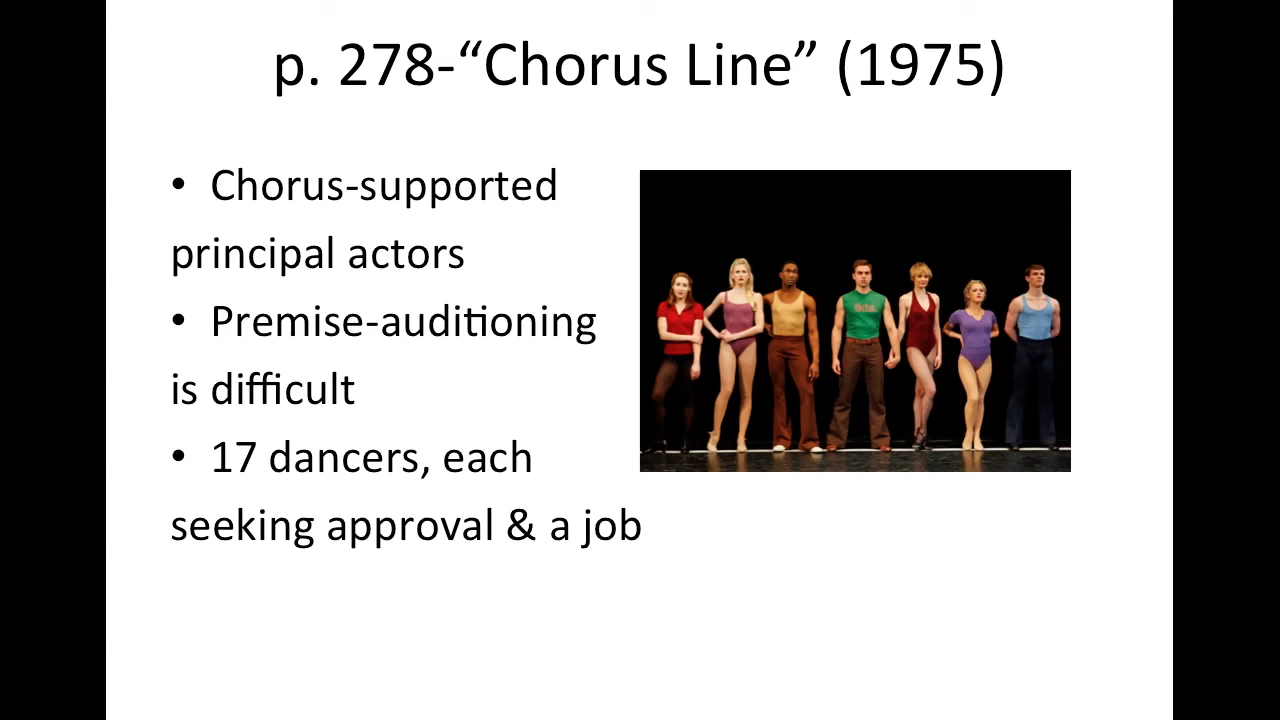 p. 278-“Chorus Line” (1975)
• Chorus-supported
principal actors
• Premise-auditioning
is difficult
• 17 dancers, each
seeking approval & a job